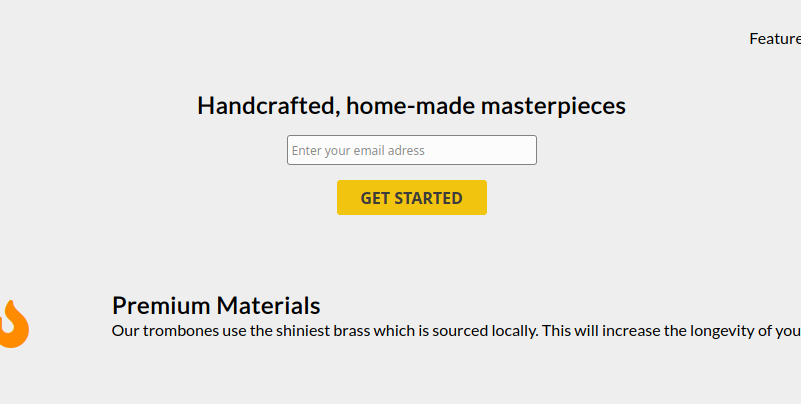 Feature
Handcrafted, home-made masterpieces
Enter your email adress
GET STARTED
Premium Materials
Our trombones use the shiniest brass which is sourced locally. This will increase the longevity of you